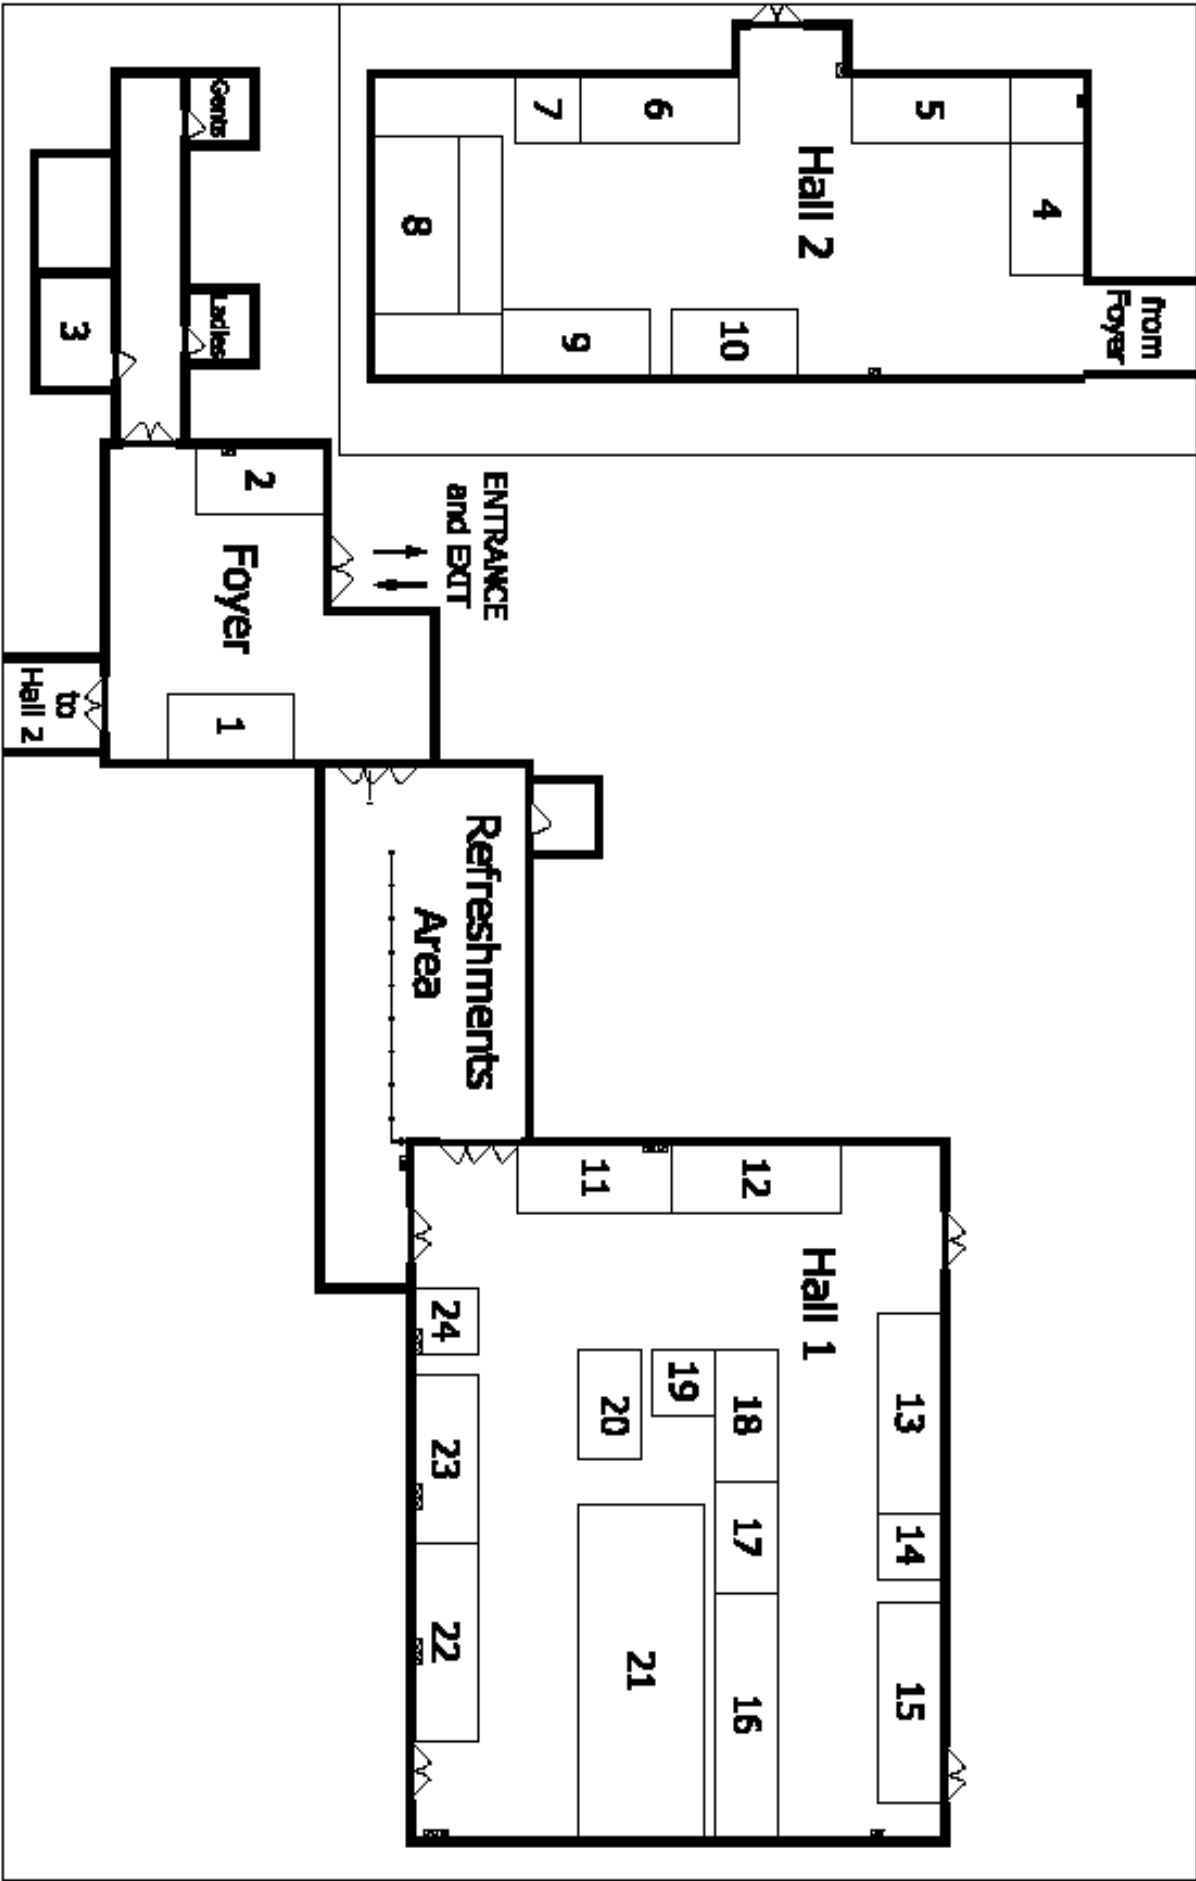 from
Foyer
4
5
Hall 2
10
6
7
9
8
ENTRANCE
and EXIT
Gents
Ladies
2
Foyer
1
3
to
Hall 2
Refreshments
Area
13
14
15
Hall 1
12
11
18
17
16
19
20
21
24
23
22